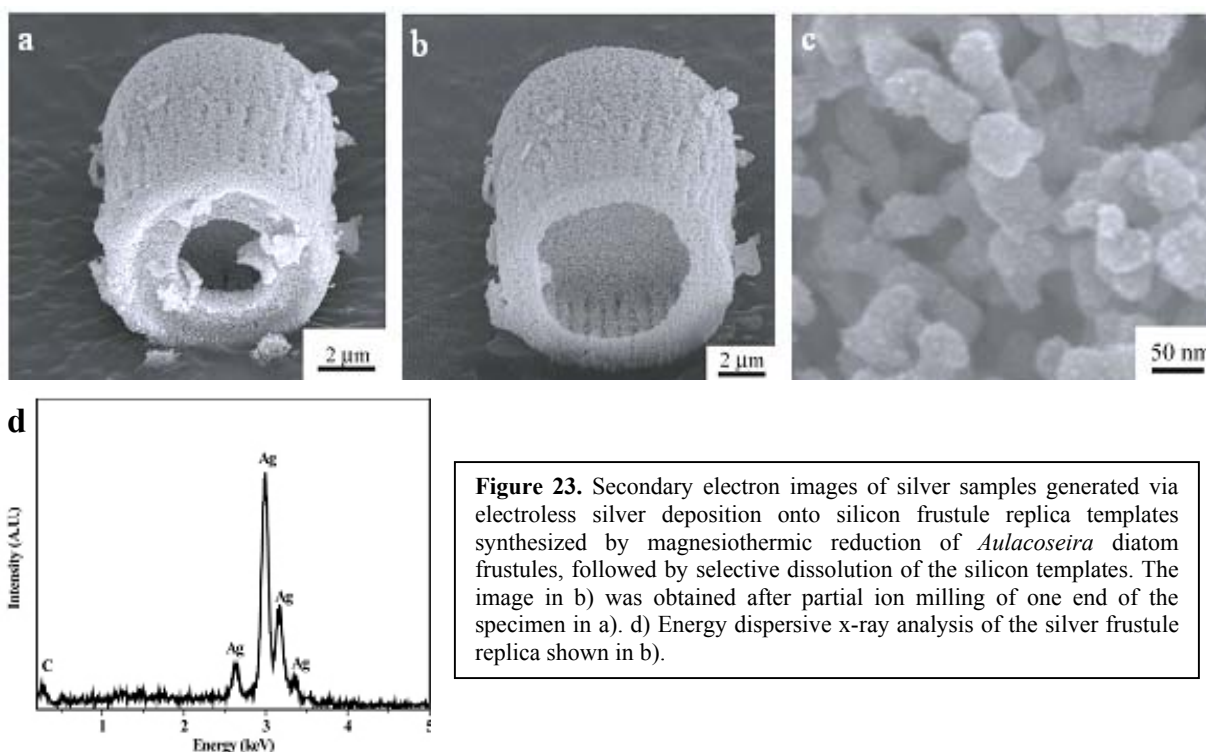 a
b
c
2 μm
2 μm
50 nm
d
Ag
Ag
Ag
Ag
C
Intensity (A.U.)
1 2 3 4 5
Energy (keV)
Figure 23. Secondary electron images of silver samples generated via
electroless silver deposition onto silicon frustule replica templates
synthesized by magnesiothermic reduction of Aulacoseira diatom
frustules, followed by selective dissolution of the silicon templates. The
image in b) was obtained after partial ion milling of one end of the
specimen in a). d) Energy dispersive x-ray analysis of the silver frustule
replica shown in b).